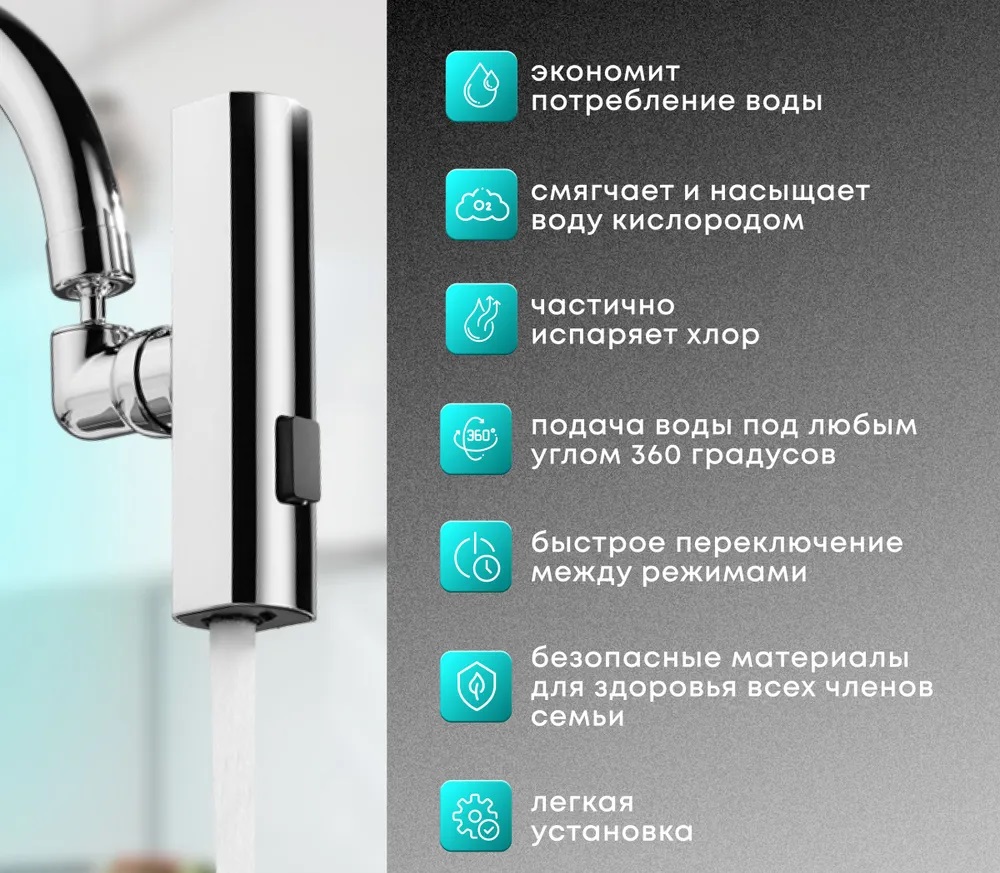 экономит
потребление воды
O2
смягчает и насыщает
воду кислородом
частично
испаряет хлор
360°
подача воды под любым
углом 360 градусов
быстрое переключение
между режимами
безопасные материалы
для здоровья всех членов
семьи
легкая
установка